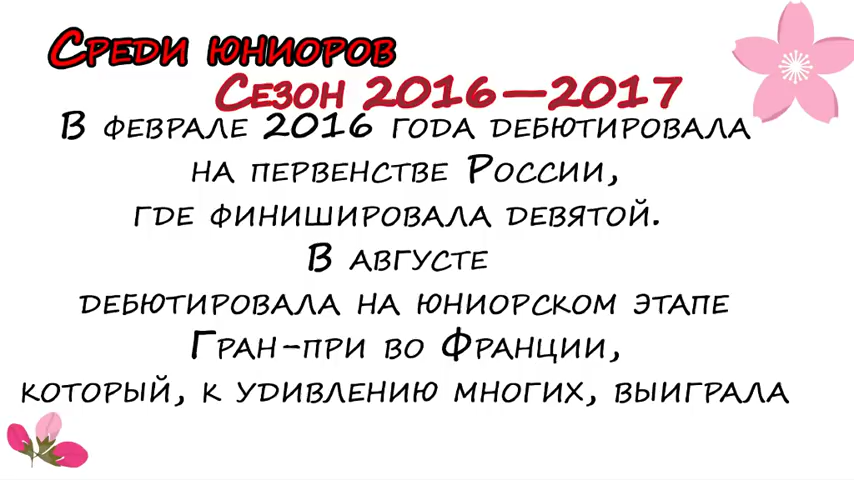 Среди юниоров
Сезон 2016—2017
В феврале 2016 года дебютировала
на первенстве России,
где финишировала девятой.
В августе
дебютировала на юниорском этапе
Гран-при во Франции,
который, к удивлению многих, выиграла